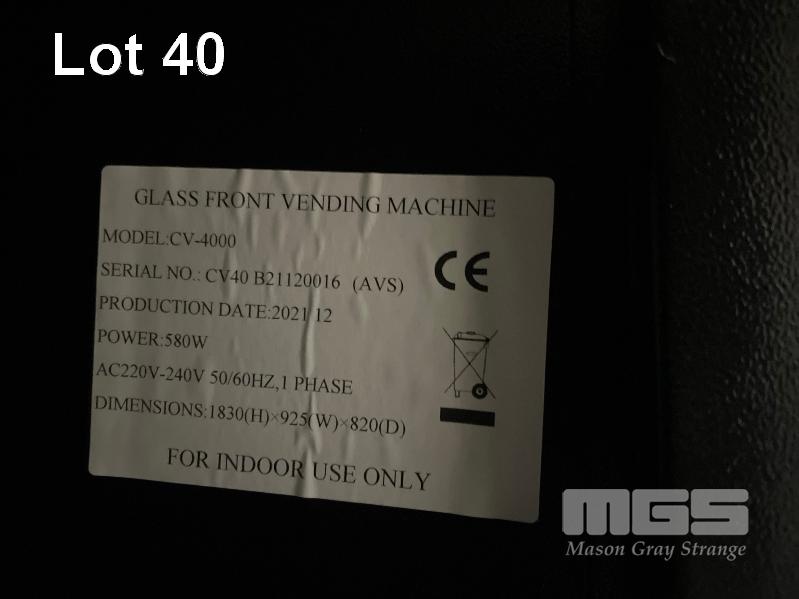 Lot 40
GLASS FRONT VENDING MACHINE
MODEL:CV-4000
SERIAL NO.: CV40 B21120016 (AVS)
PRODUCTION DATE:2021 12
POWER:580W
AC220V-240V 50/60HZ,1 PHASE
DIMENSIONS:1830(H)×925(W)×820(D)
FOR INDOOR USE ONLY
CE
MGS
Mason Gray Strange